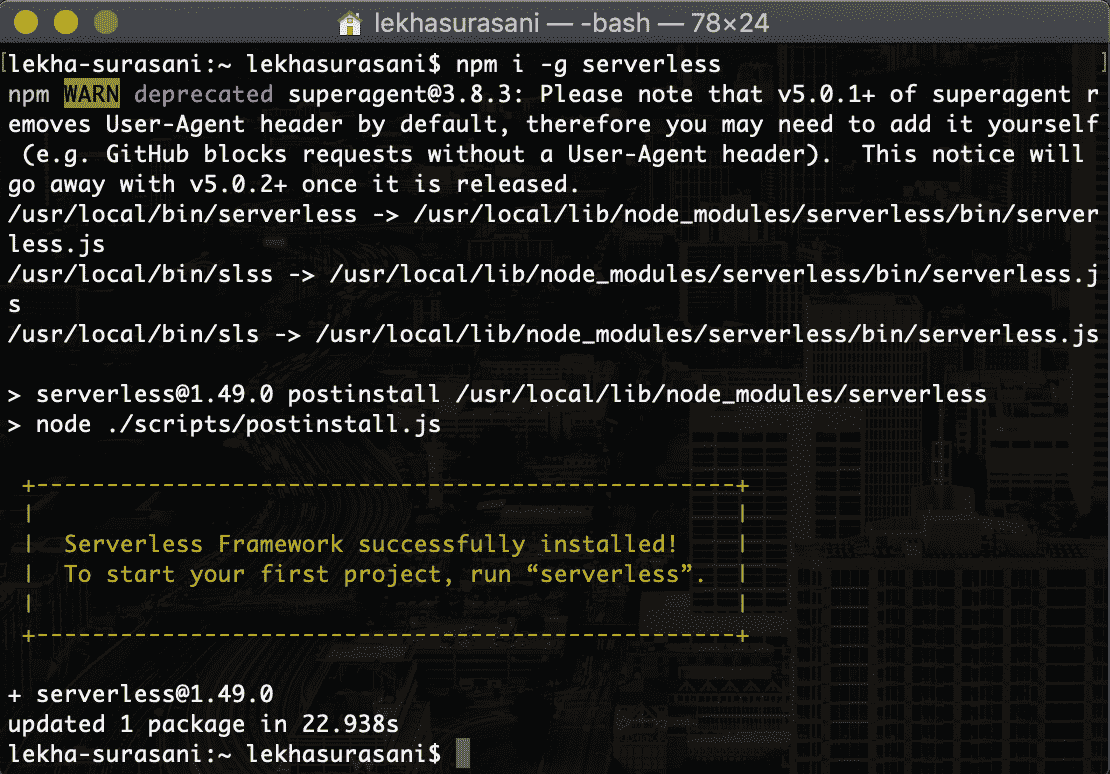 lekhasurasani — -bash — 78×24
[lekha-surasani:~ lekhasurasani$ npm i -g serverless ]
npm WARN deprecated superagent@3.8.3: Please note that v5.0.1+ of superagent r
emoves User-Agent header by default, therefore you may need to add it yourself
 (e.g. GitHub blocks requests without a User-Agent header).  This notice will
go away with v5.0.2+ once it is released.
/usr/local/bin/serverless -> /usr/local/lib/node_modules/serverless/bin/server
less.js
/usr/local/bin/slss -> /usr/local/lib/node_modules/serverless/bin/serverless.j
s
/usr/local/bin/sls -> /usr/local/lib/node_modules/serverless/bin/serverless.js
> serverless@1.49.0 postinstall /usr/local/lib/node_modules/serverless
> node ./scripts/postinstall.js
+--------------------------------------------------+
|                                                  |
|  Serverless Framework successfully installed!    |
|  To start your first project, run “serverless”.  |
|                                                  |
+--------------------------------------------------+
+ serverless@1.49.0
updated 1 package in 22.938s
lekha-surasani:~ lekhasurasani$